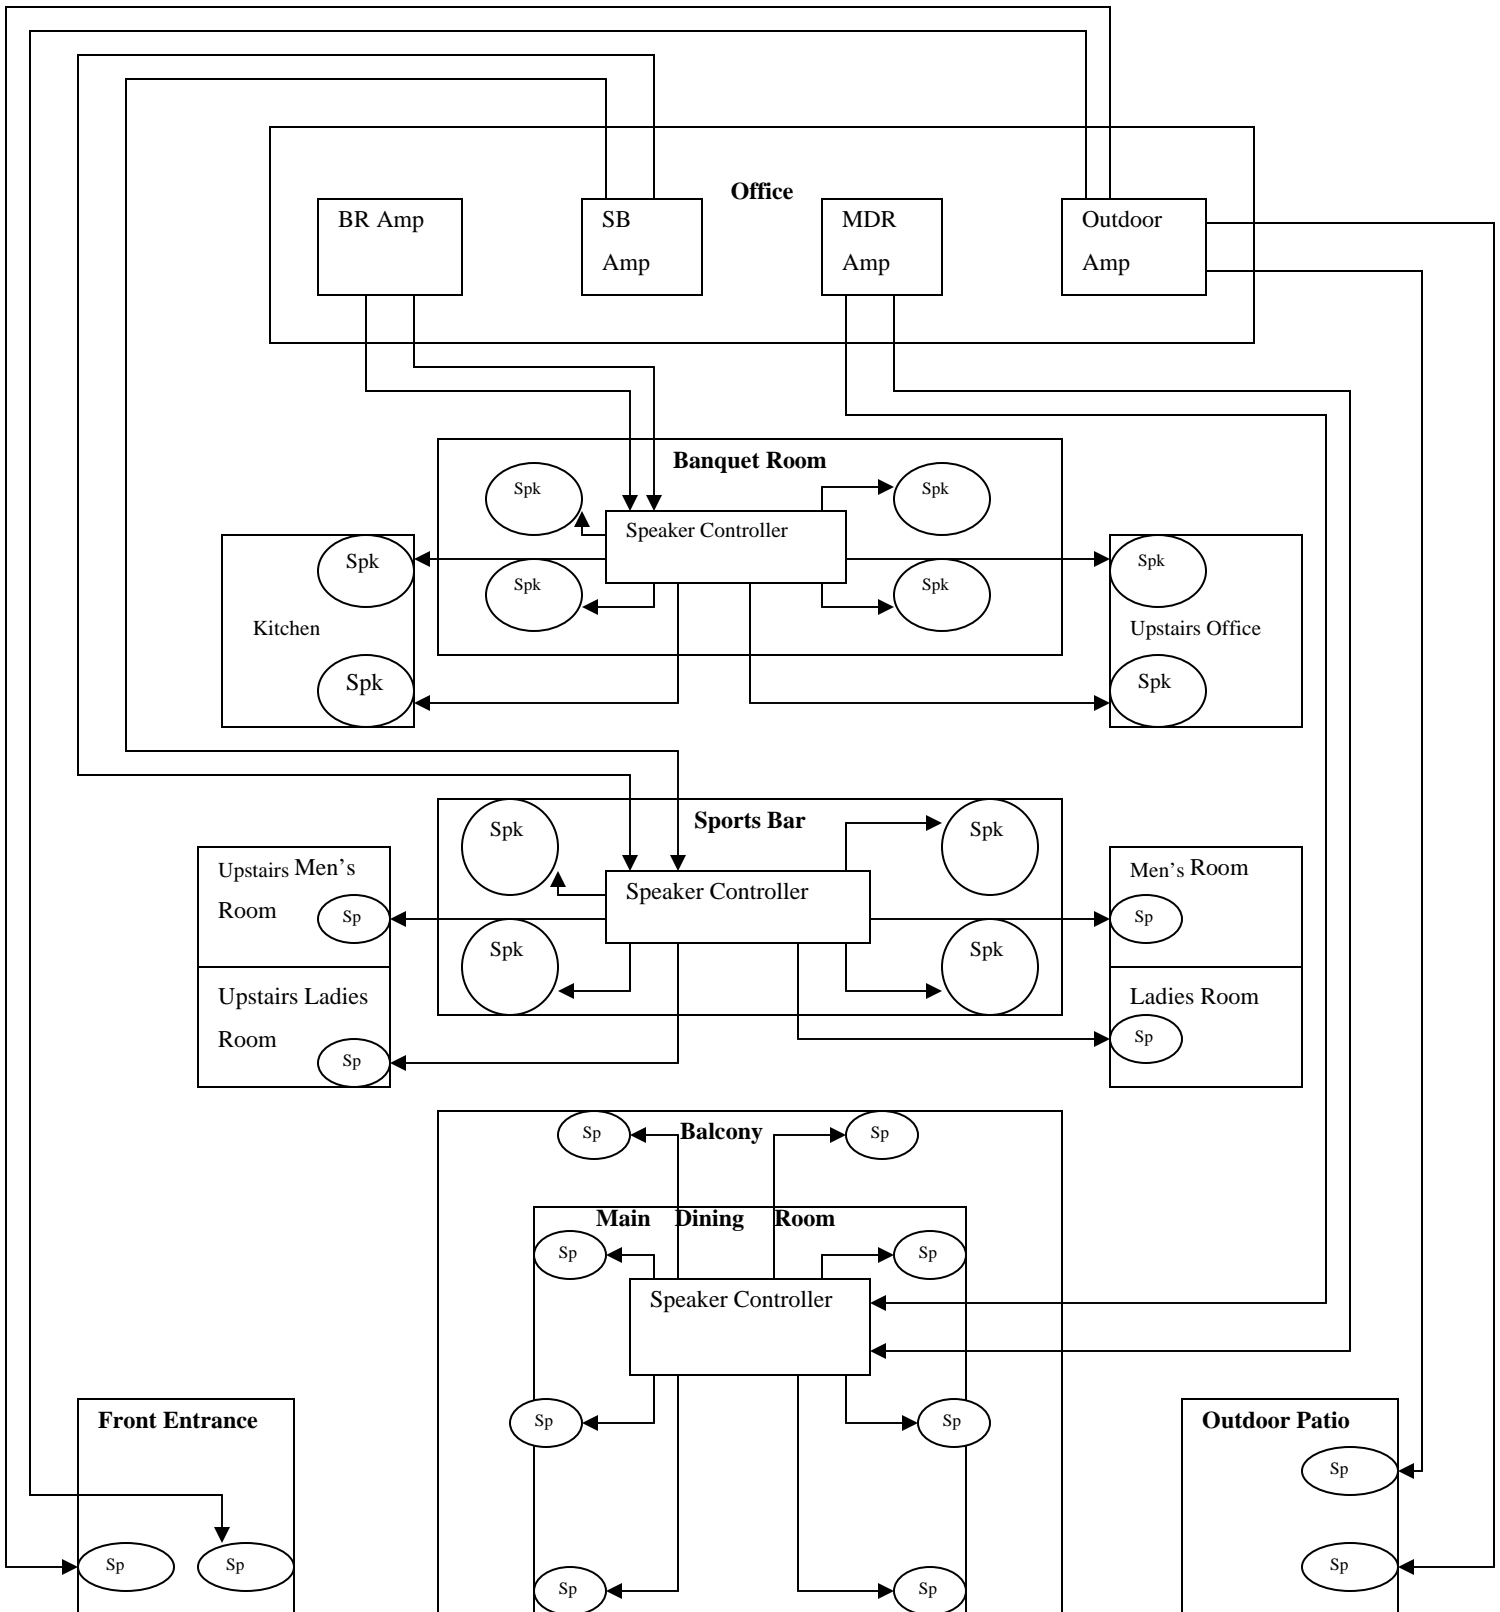 Office
BR Amp
SB
Amp
MDR
Amp
Outdoor
Amp
Banquet Room
Spk
Spk
Speaker Controller
Spk
Spk
Spk
Kitchen
Spk
Spk
Upstairs Office
Spk
Sports Bar
Spk
Spk
Speaker Controller
Spk
Spk
Upstairs Men's
Room
Sp
Upstairs Ladies
Room
Sp
Men's Room
Sp
Ladies Room
Sp
Balcony
Sp
Sp
Main Dining Room
Sp
Sp
Speaker Controller
Sp
Sp
Sp
Sp
Front Entrance
Sp
Sp
Outdoor Patio
Sp
Sp